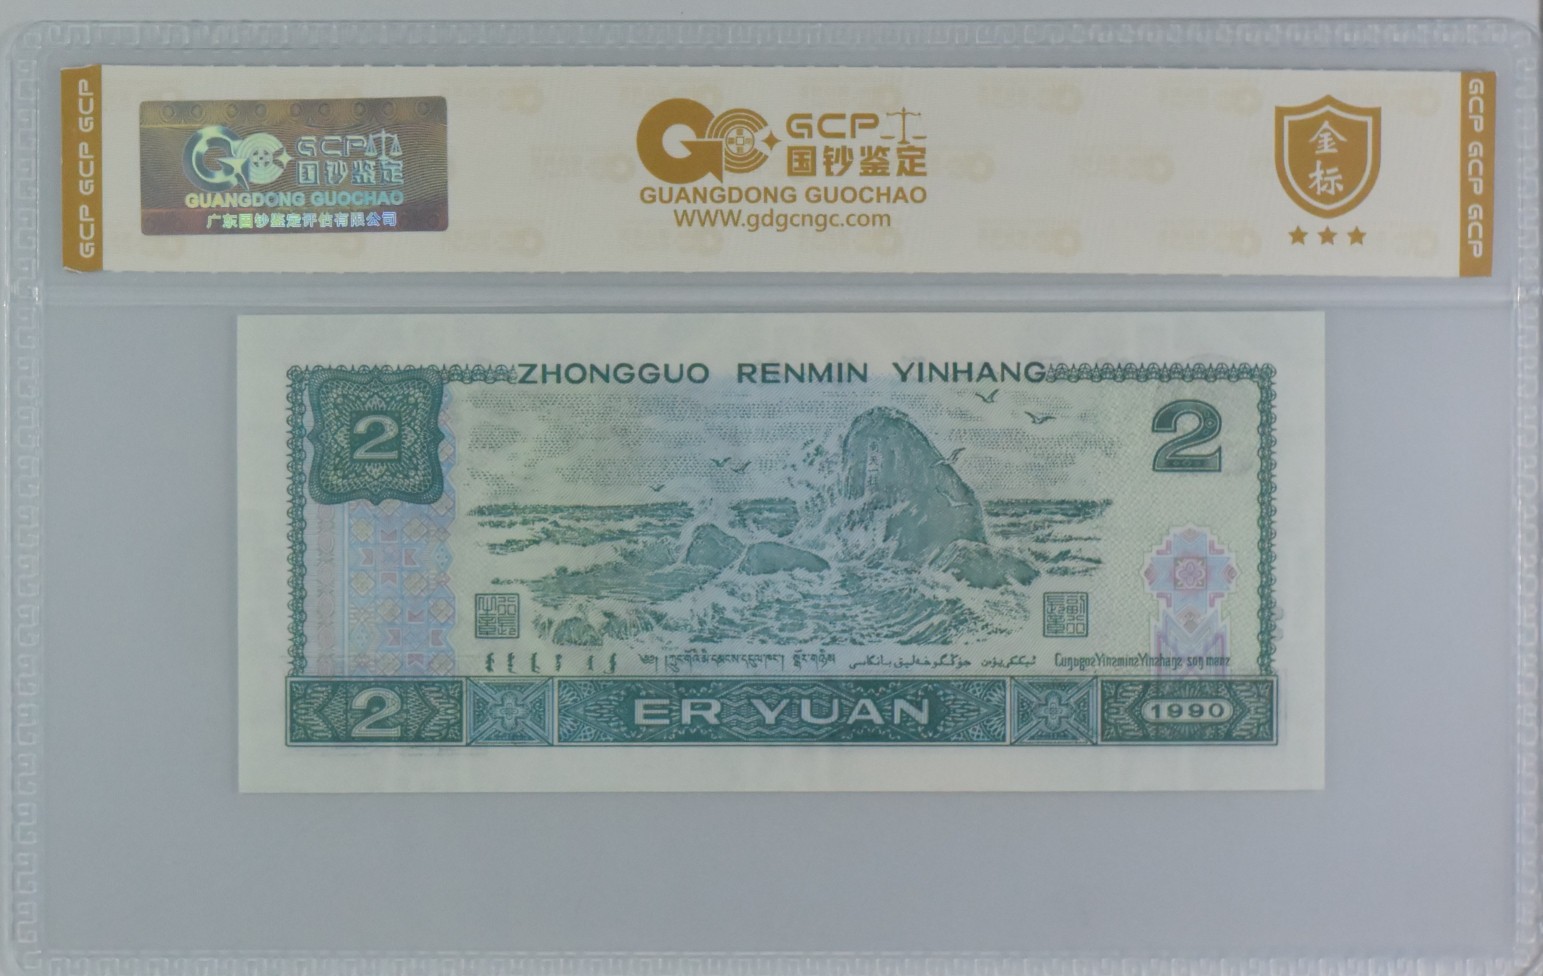 GCP GCP GCP
GCP
国钞鉴定
GUANGDONG GUOCHAO
广东国钞鉴定评估有限公司
GCP
国钞鉴定
GUANGDONG GUOCHAO
WWW.gdgcngc.com
金
标
GCP GCP GCP
ZHONGGUO RENMIN YINHANG
2
2
2
ER YUAN
1990